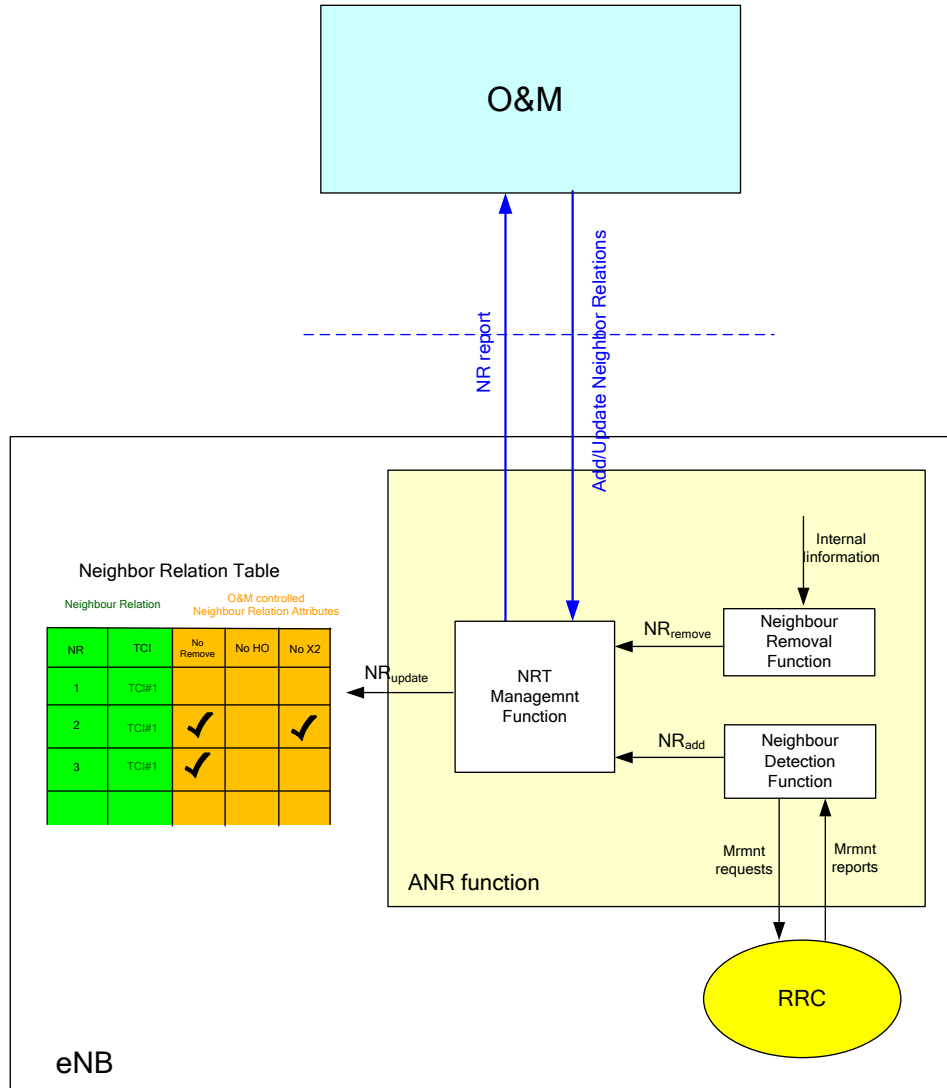 O&M
NR report
Add/Update Neighbor Relations
Internal
Iinformation
Neighbor Relation Table
Neighbour Relation
O&M controlled
Neighbour Relation Attributes
NR TCI No Remove No HO No X2
1 TCI#1
2 TCI#1 ✓ ✓
3 TCI#1 ✓
NRupdate
NRT
Managemnt
Function
NRremove
Neighbour
Removal
Function
NRadd
Neighbour
Detection
Function
Mrmnt
requests
Mrmnt
reports
ANR function
RRC
eNB